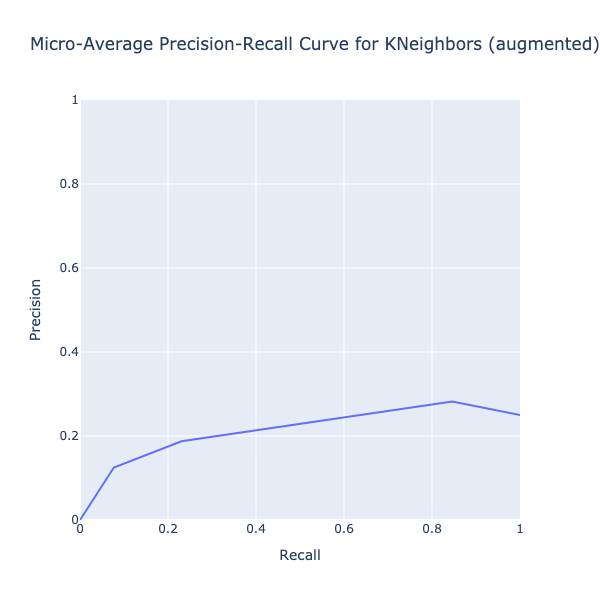 Micro-Average Precision-Recall Curve for KNeighbors (augmented)
1
0.8
0.6
0.4
0.2
0
Precision
0 0.2 0.4 0.6 0.8 1
Recall